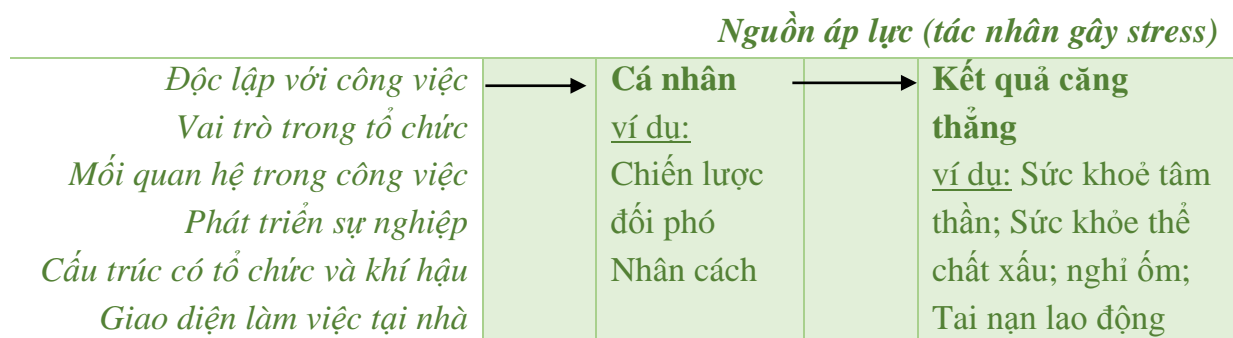 Nguồn áp lực (tác nhân gây stress)
Độc lập với công việc
Vai trò trong tổ chức
Mối quan hệ trong công việc
Phát triển sự nghiệp
Cấu trúc có tổ chức và khí hậu
Giao diện làm việc tại nhà
Cá nhân
ví dụ:
Chiến lược
đối phó
Nhân cách
Kết quả căng
thẳng
ví dụ: Sức khoẻ tâm
thần; Sức khỏe thể
chất xấu; nghỉ ốm;
Tai nạn lao động